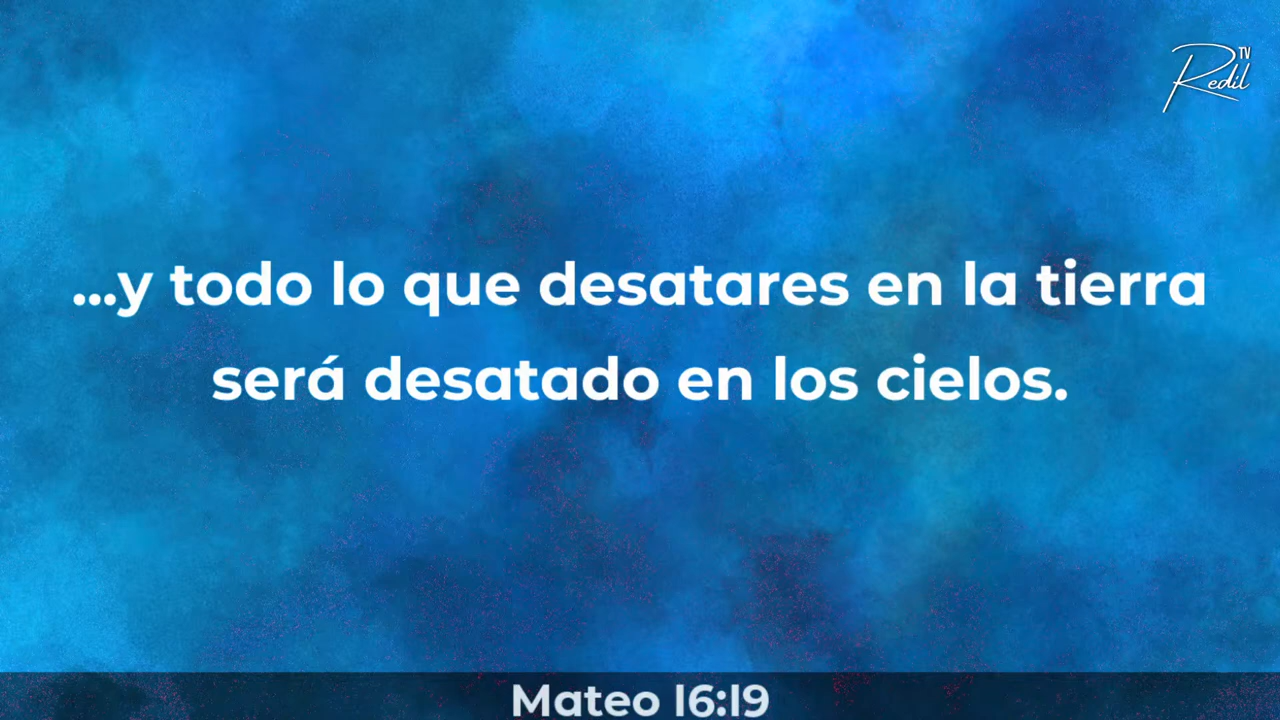 Redil TV
...y todo lo que desatares en la tierra
será desatado en los cielos.
Mateo 16:19